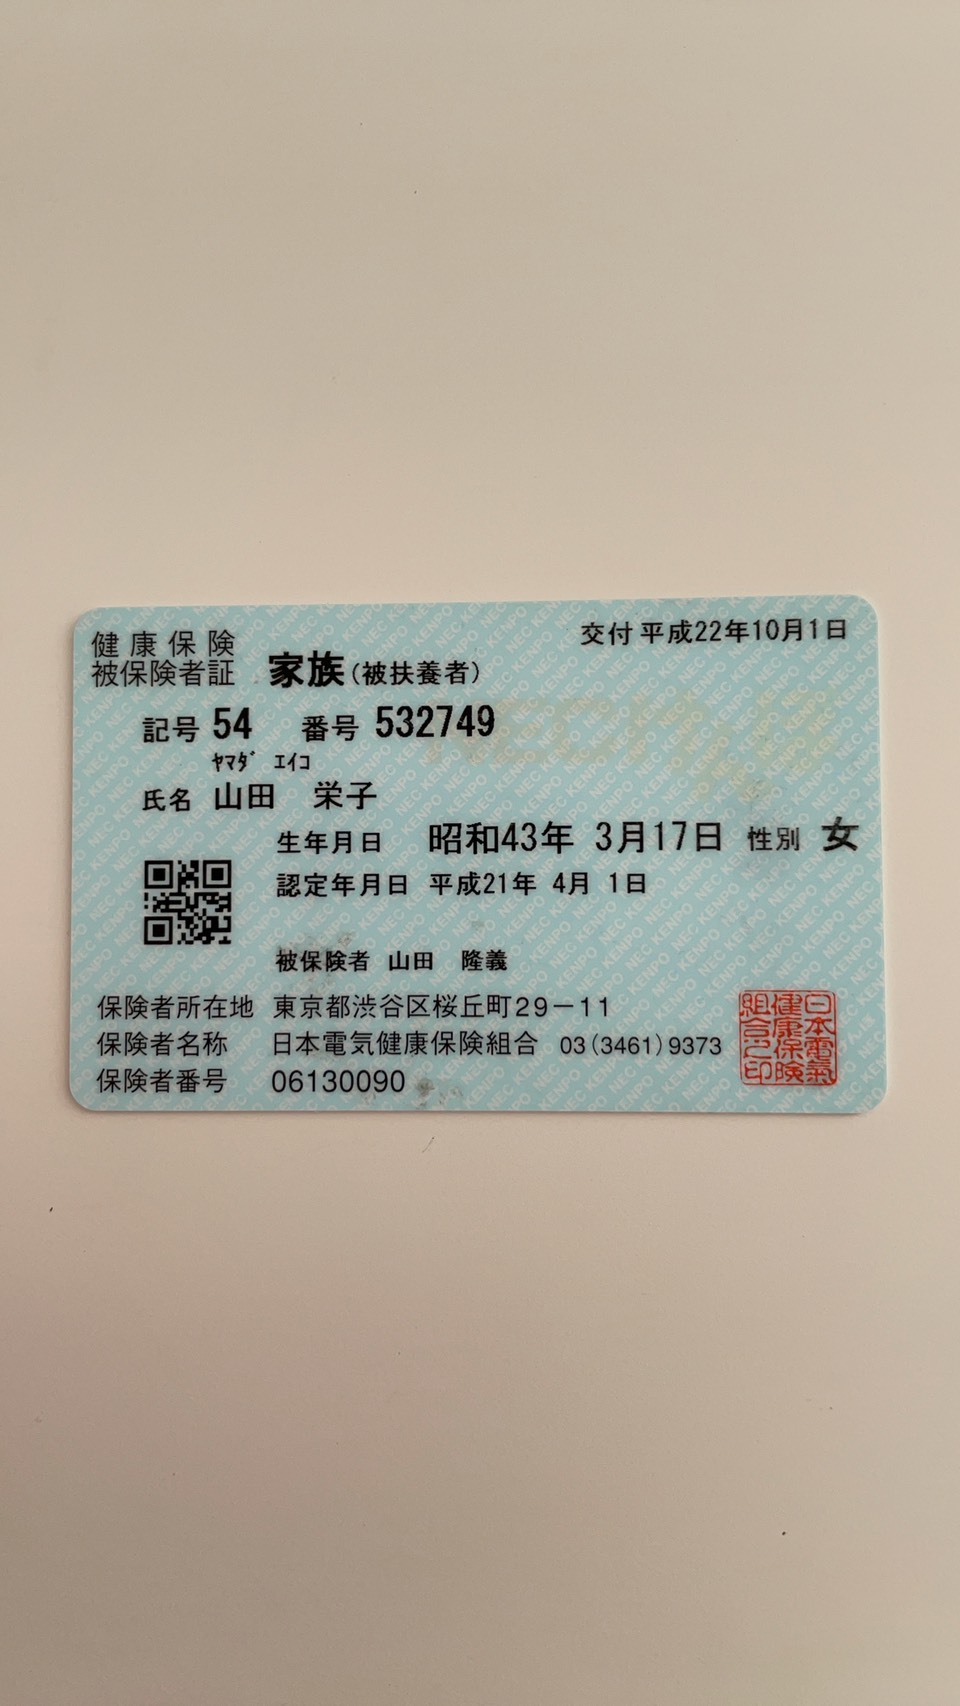 交付 平成22年10月1日
健康保険
被保険者証 家族(被扶養者)
記号 54 番号 532749
ﾔﾏﾀﾞ ｴｲｺ
氏名 山田 栄子
生年月日 昭和43年 3月17日 性別 女
認定年月日 平成21年 4月 1日
被保険者 山田 隆義
保険者所在地 東京都渋谷区桜丘町29－11
保険者名称 日本電気健康保険組合 03(3461)9373
保険者番号 06130090
日本電氣
健康保険
組合之印
NEC KENPO